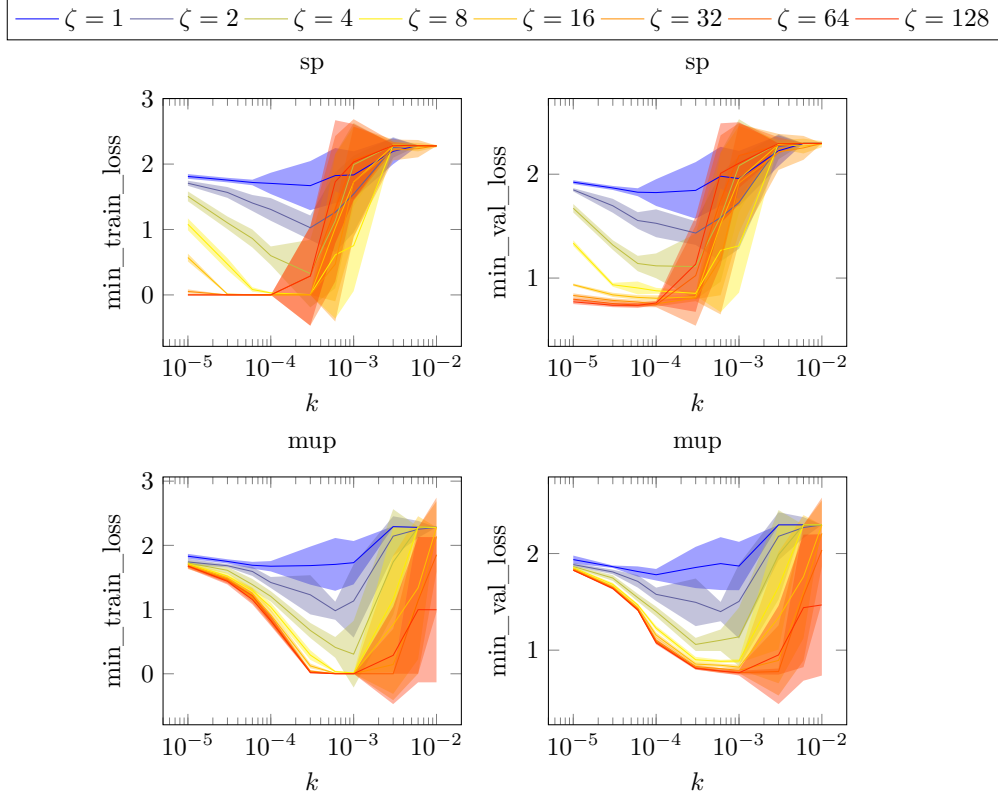 ζ = 1 ζ = 2 ζ = 4 ζ = 8 ζ = 16 ζ = 32 ζ = 64 ζ = 128
sp
3
2
1
0
min_train_loss
10⁻⁵ 10⁻⁴ 10⁻³ 10⁻²
k
sp
2
1
min_val_loss
10⁻⁵ 10⁻⁴ 10⁻³ 10⁻²
k
mup
3
2
1
0
min_train_loss
10⁻⁵ 10⁻⁴ 10⁻³ 10⁻²
k
mup
2
1
min_val_loss
10⁻⁵ 10⁻⁴ 10⁻³ 10⁻²
k